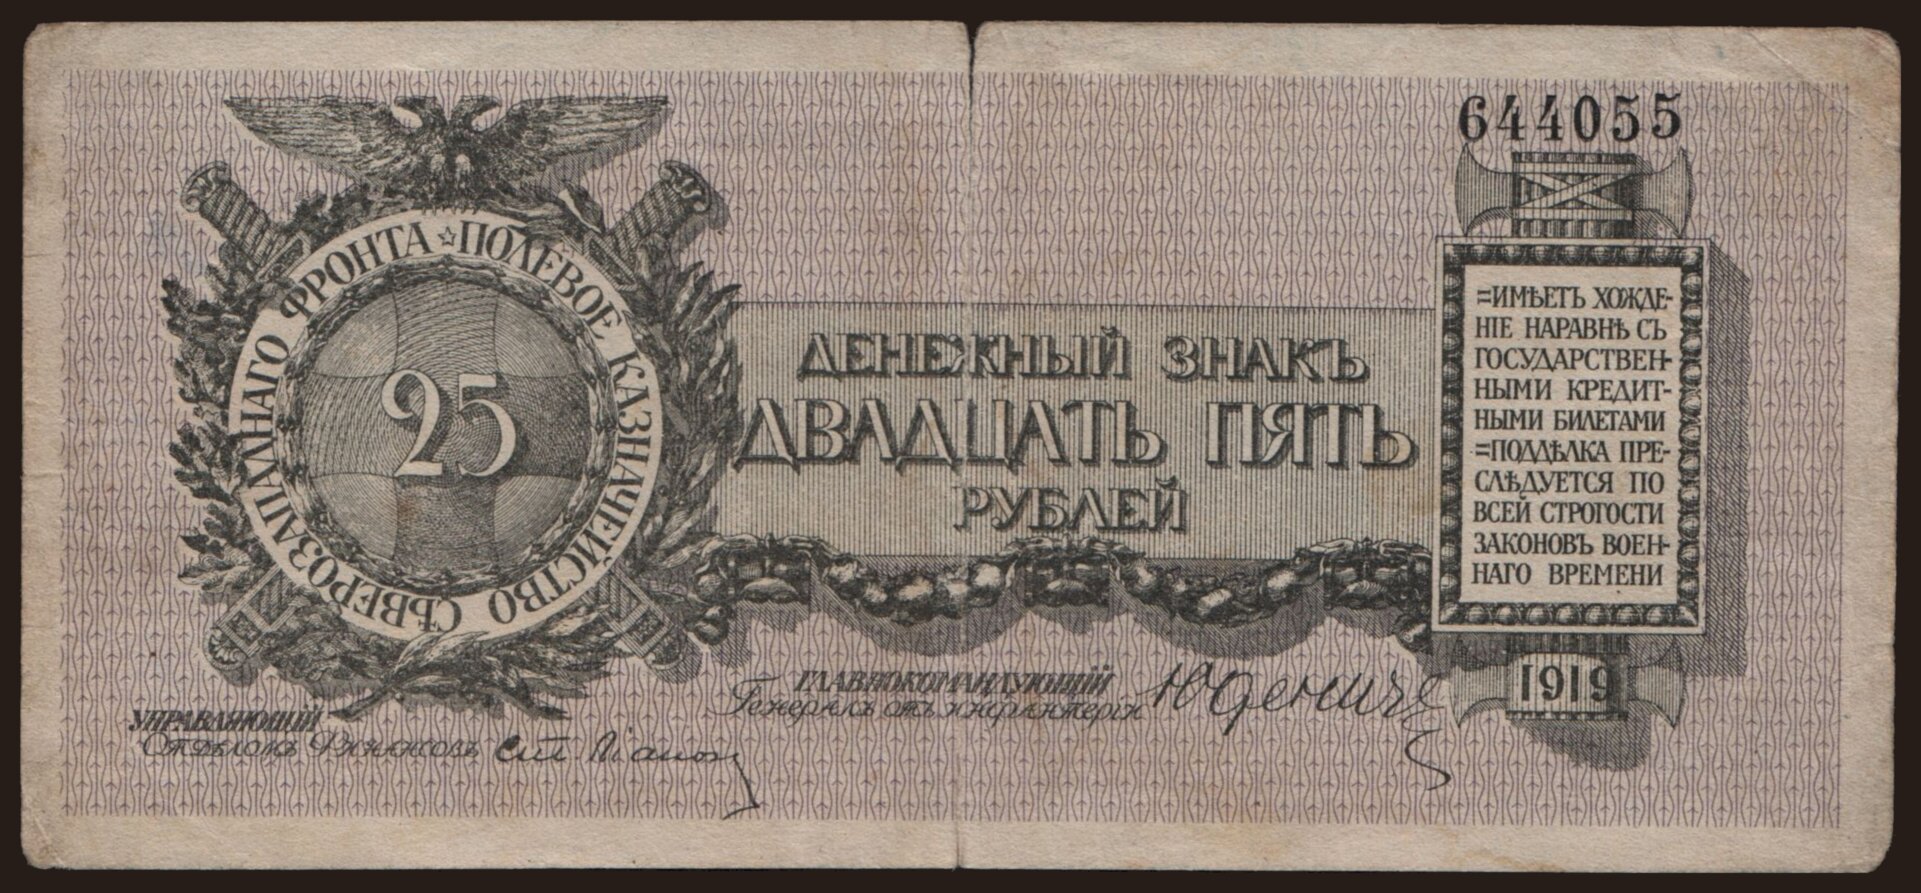 644055
ПОЛЕВОЕ КАЗНАЧЕЙСТВО СѢВЕРОЗАПАДНАГО ФРОНТА
25
ДЕНЕЖНЫЙ ЗНАКЪ
ДВАДЦАТЬ ПЯТЬ
РУБЛЕЙ
=ИМѢЕТЪ ХОЖДЕ-
НІЕ НАРАВНѢ СЪ
ГОСУДАРСТВЕН-
НЫМИ КРЕДИТ-
НЫМИ БИЛЕТАМИ
=ПОДДѢЛКА ПРЕ-
СЛѢДУЕТСЯ ПО
ВСЕЙ СТРОГОСТИ
ЗАКОНОВЪ ВОЕН-
НАГО ВРЕМЕНИ
1919
ГЛАВНОКОМАНДУЮЩІЙ
Генералъ отъ инфантеріи Юденичъ
УПРАВЛЯЮЩІЙ
Отдѣломъ Финансовъ